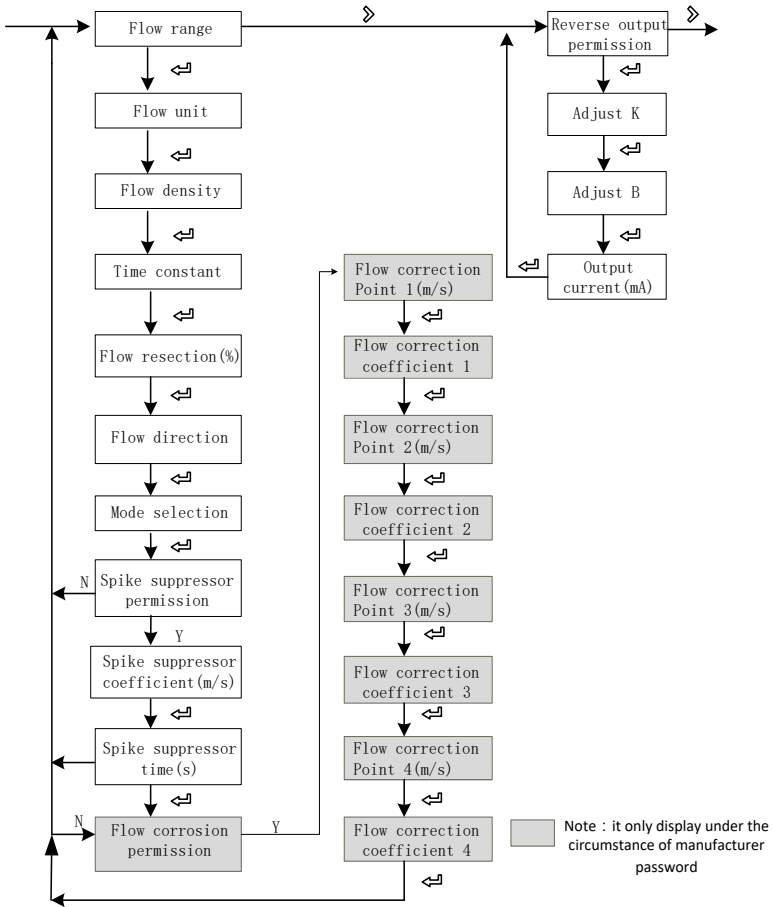 Flow range
Flow unit
Flow density
Time constant
Flow resection(%)
Flow direction
Mode selection
N
Spike suppressor
permission
Y
Spike suppressor
coefficient(m/s)
Spike suppressor
time(s)
N
Flow corrosion
permission
Y
Flow correction
Point 1(m/s)
Flow correction
coefficient 1
Flow correction
Point 2(m/s)
Flow correction
coefficient 2
Flow correction
Point 3(m/s)
Flow correction
coefficient 3
Flow correction
Point 4(m/s)
Flow correction
coefficient 4
Reverse output
permission
Adjust K
Adjust B
Output
current(mA)
Note：it only display under the
circumstance of manufacturer
password